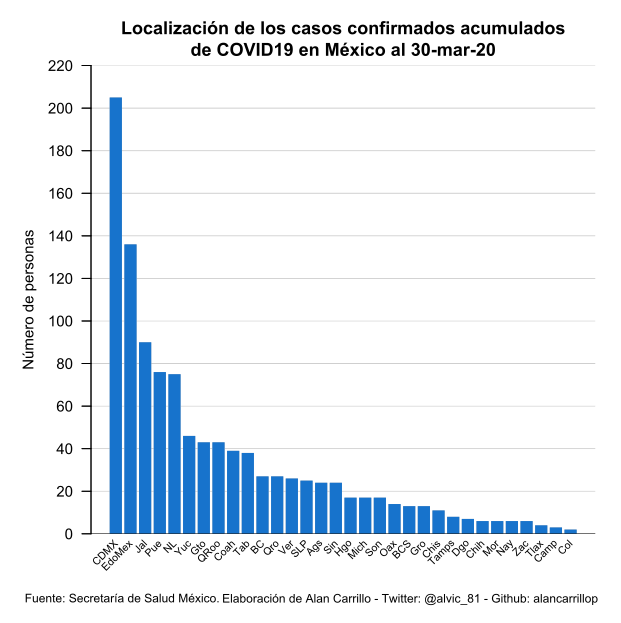 Localización de los casos confirmados acumulados
de COVID19 en México al 30-mar-20
Número de personas
220
200
180
160
140
120
100
80
60
40
20
0
CDMX
EdoMex
Jal
Pue
NL
Yuc
Gto
QRoo
Coah
Tab
BC
Qro
Ver
SLP
Ags
Sin
Hgo
Mich
Son
Oax
BCS
Gro
Chis
Tamps
Dgo
Chih
Mor
Nay
Zac
Tlax
Camp
Col
Fuente: Secretaría de Salud México. Elaboración de Alan Carrillo - Twitter: @alvic_81 - Github: alancarrillop